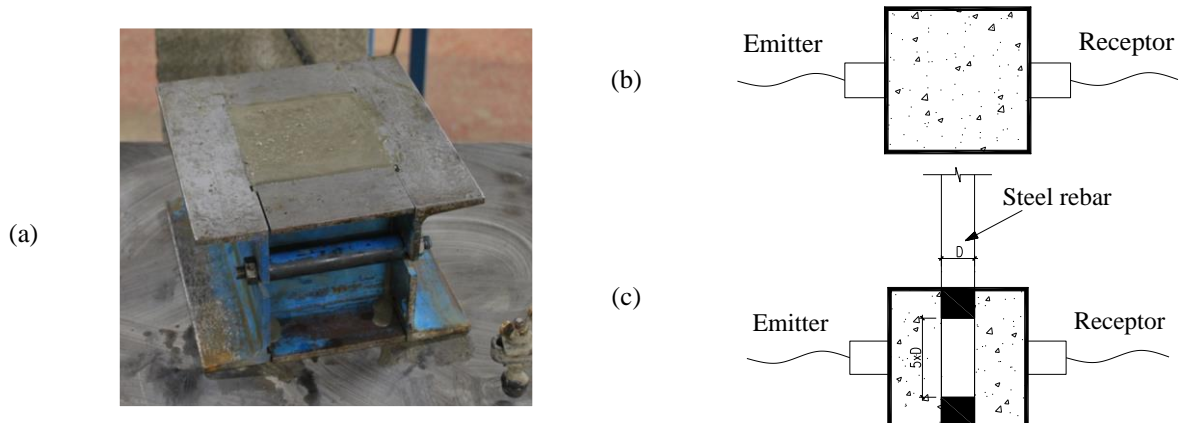 (a)
(b)
Emitter
Receptor
Steel rebar
D
(c)
Emitter
Receptor
5xD